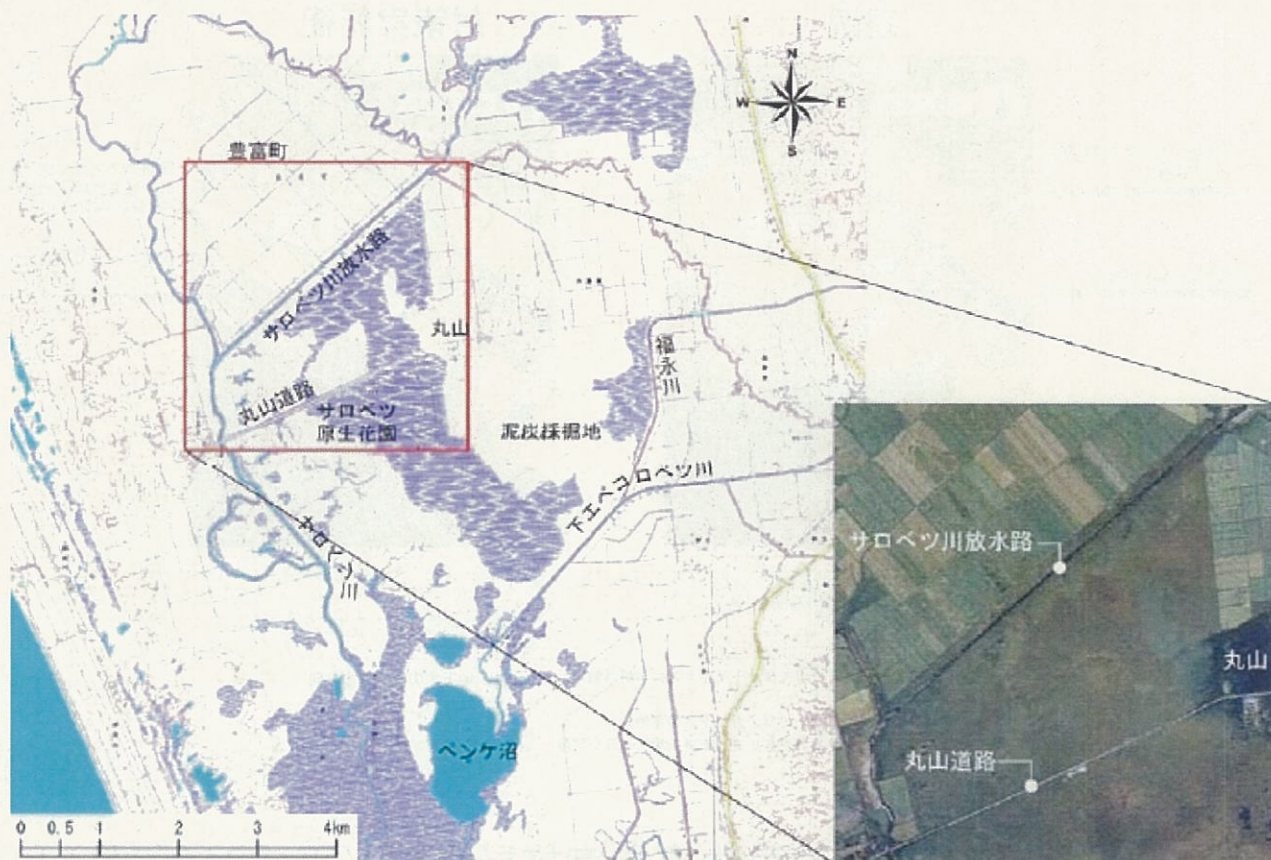 N
W E
S
豊富町
サロベツ川放水路
丸山
丸山道路
サロベツ
原生花園
福永川
泥炭採掘地
下エベコロベツ川
サロベツ川
ペンケ沼
0 0.5 1 2 3 4km
サロベツ川放水路
丸山
丸山道路